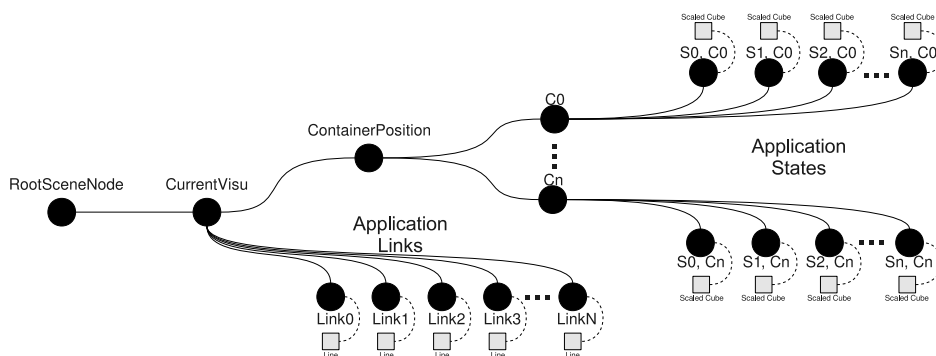 Scaled Cube Scaled Cube Scaled Cube Scaled Cube
S0, C0 S1, C0 S2, C0 Sn, C0
C0
ContainerPosition
Application
States
Cn
RootSceneNode CurrentVisu
Application
Links
S0, Cn S1, Cn S2, Cn Sn, Cn
Scaled Cube Scaled Cube Scaled Cube Scaled Cube
Link0 Link1 Link2 Link3 LinkN
Line Line Line Line Line